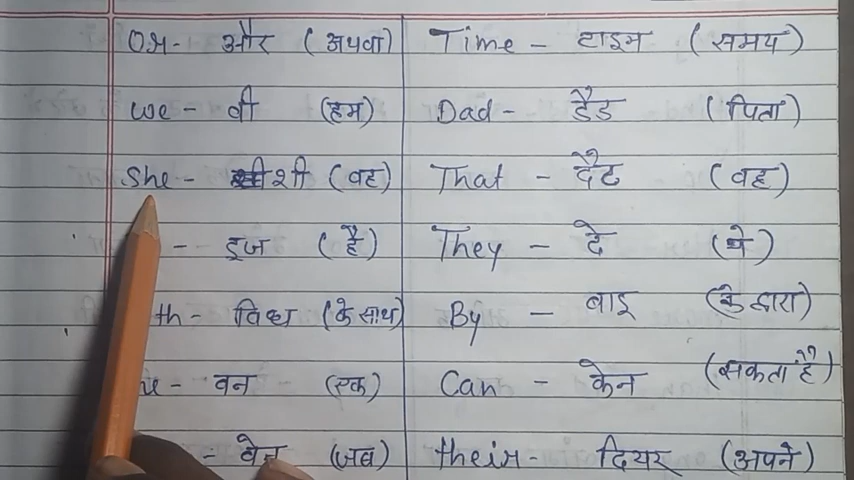 Or - और (अथवा) Time - टाइम (समय)
We - वी (हम) Dad - डैड (पिता)
She - शी (वह) That - दैट (वह)
- इज (है) They - दे (वे)
th - विथ (के साथ) By - बाइ (के द्वारा)
- वन (एक) Can - केन (सकता है)
- वेन (जब) their - दियर (अपने)